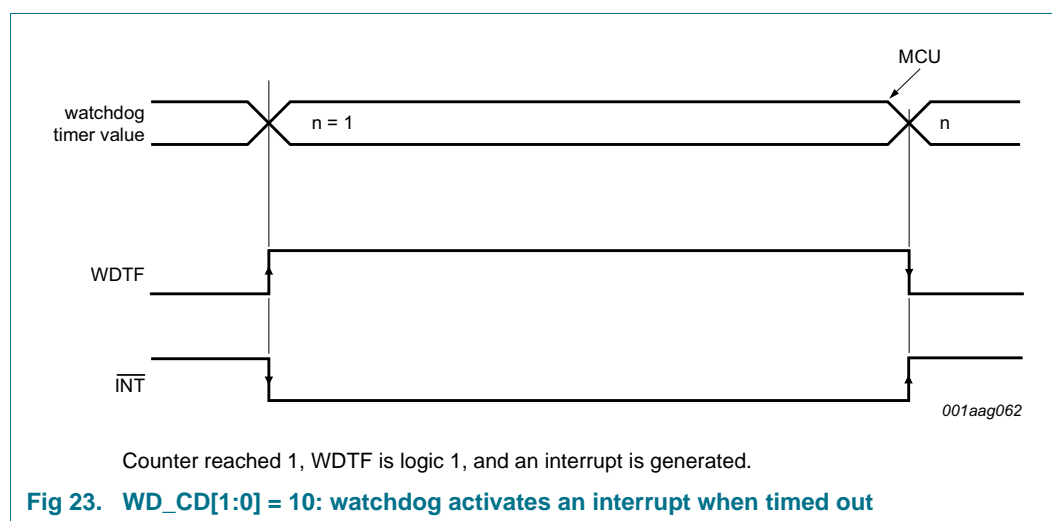 MCU
watchdog
timer value
n = 1
n
WDTF
INT
001aag062
Counter reached 1, WDTF is logic 1, and an interrupt is generated.
Fig 23. WD_CD[1:0] = 10: watchdog activates an interrupt when timed out